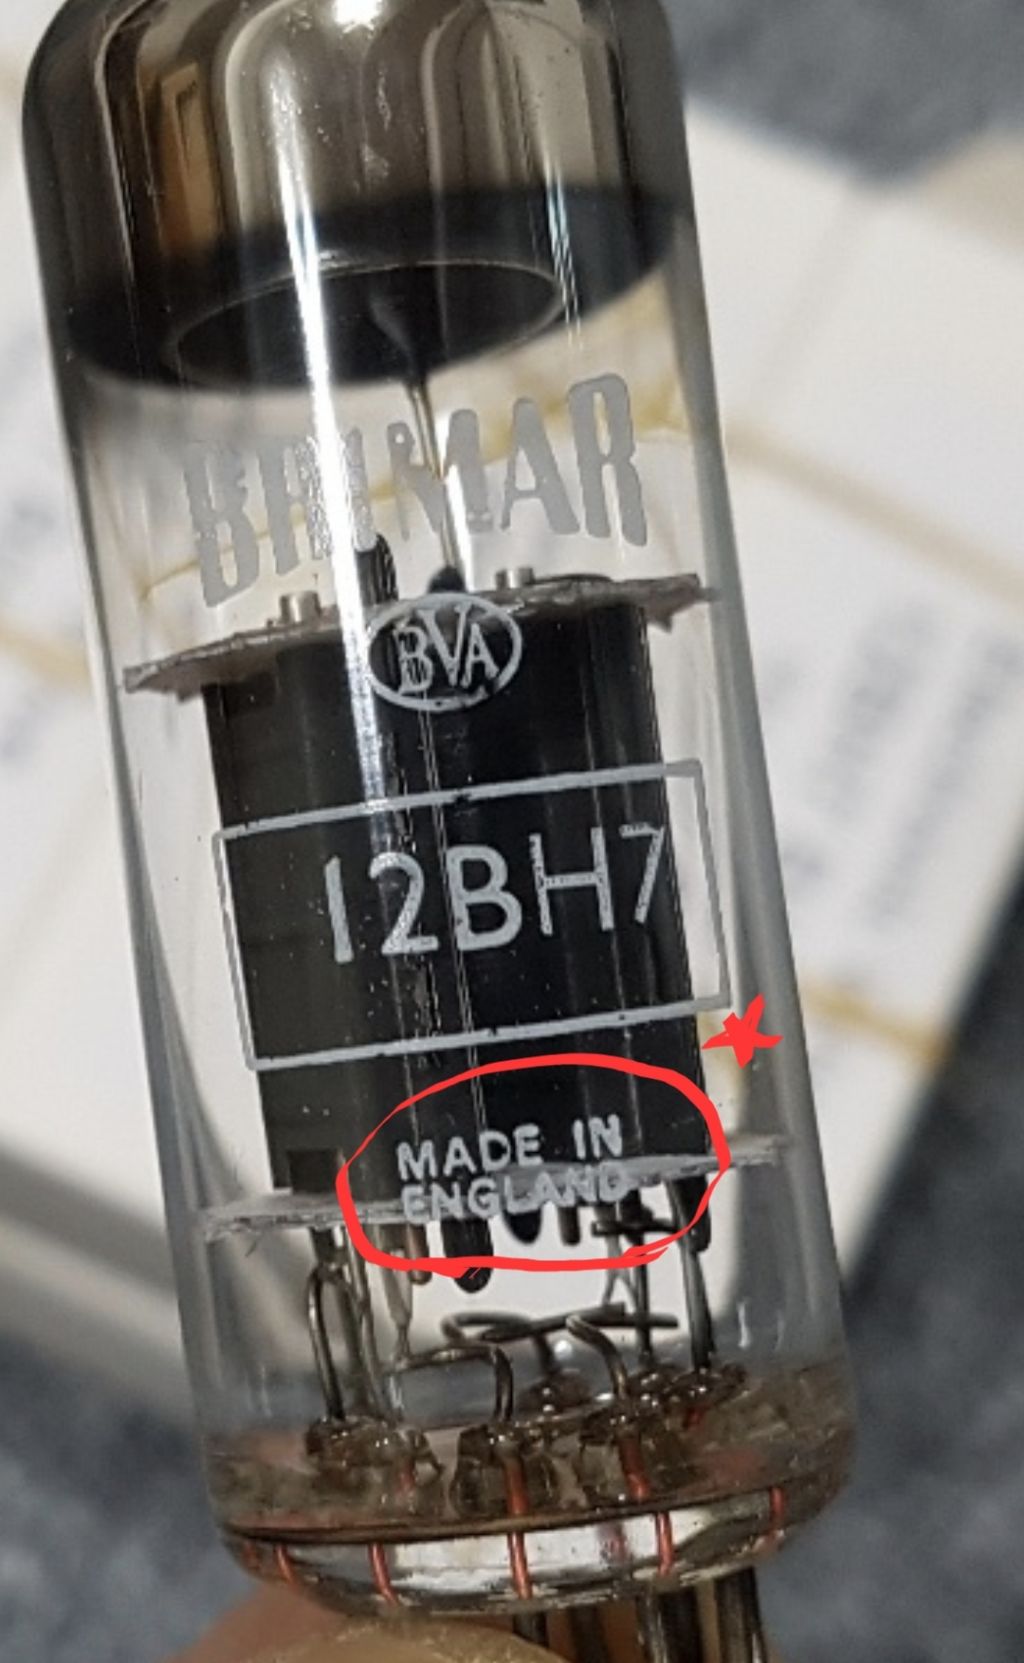 BRIMAR
BVA
12BH7
MADE IN
ENGLAND